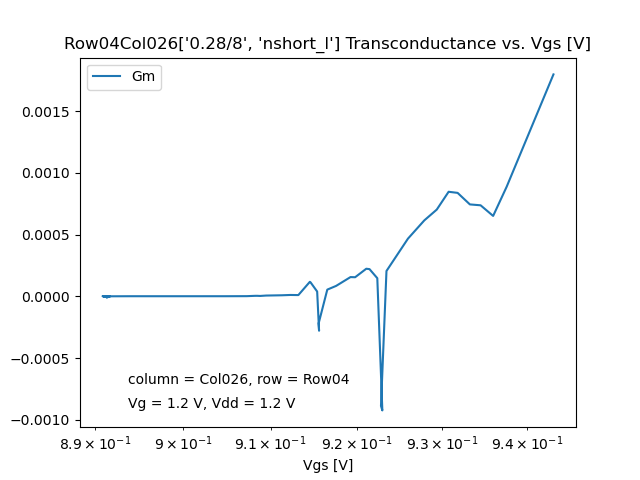 Row04Col026['0.28/8', 'nshort_l'] Transconductance vs. Vgs [V]
Gm
0.0015
0.0010
0.0005
0.0000
−0.0005
−0.0010
column = Col026, row = Row04
Vg = 1.2 V, Vdd = 1.2 V
8.9 × 10⁻¹ 9 × 10⁻¹ 9.1 × 10⁻¹ 9.2 × 10⁻¹ 9.3 × 10⁻¹ 9.4 × 10⁻¹
Vgs [V]